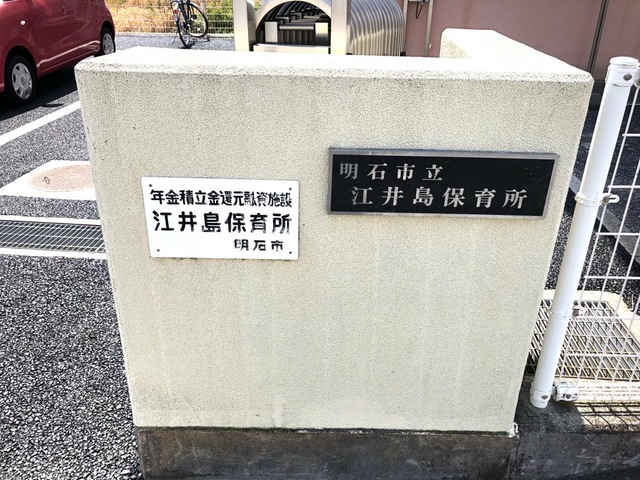 年金積立金還元融資施設
江井島保育所
明石市
明石市立
江井島保育所